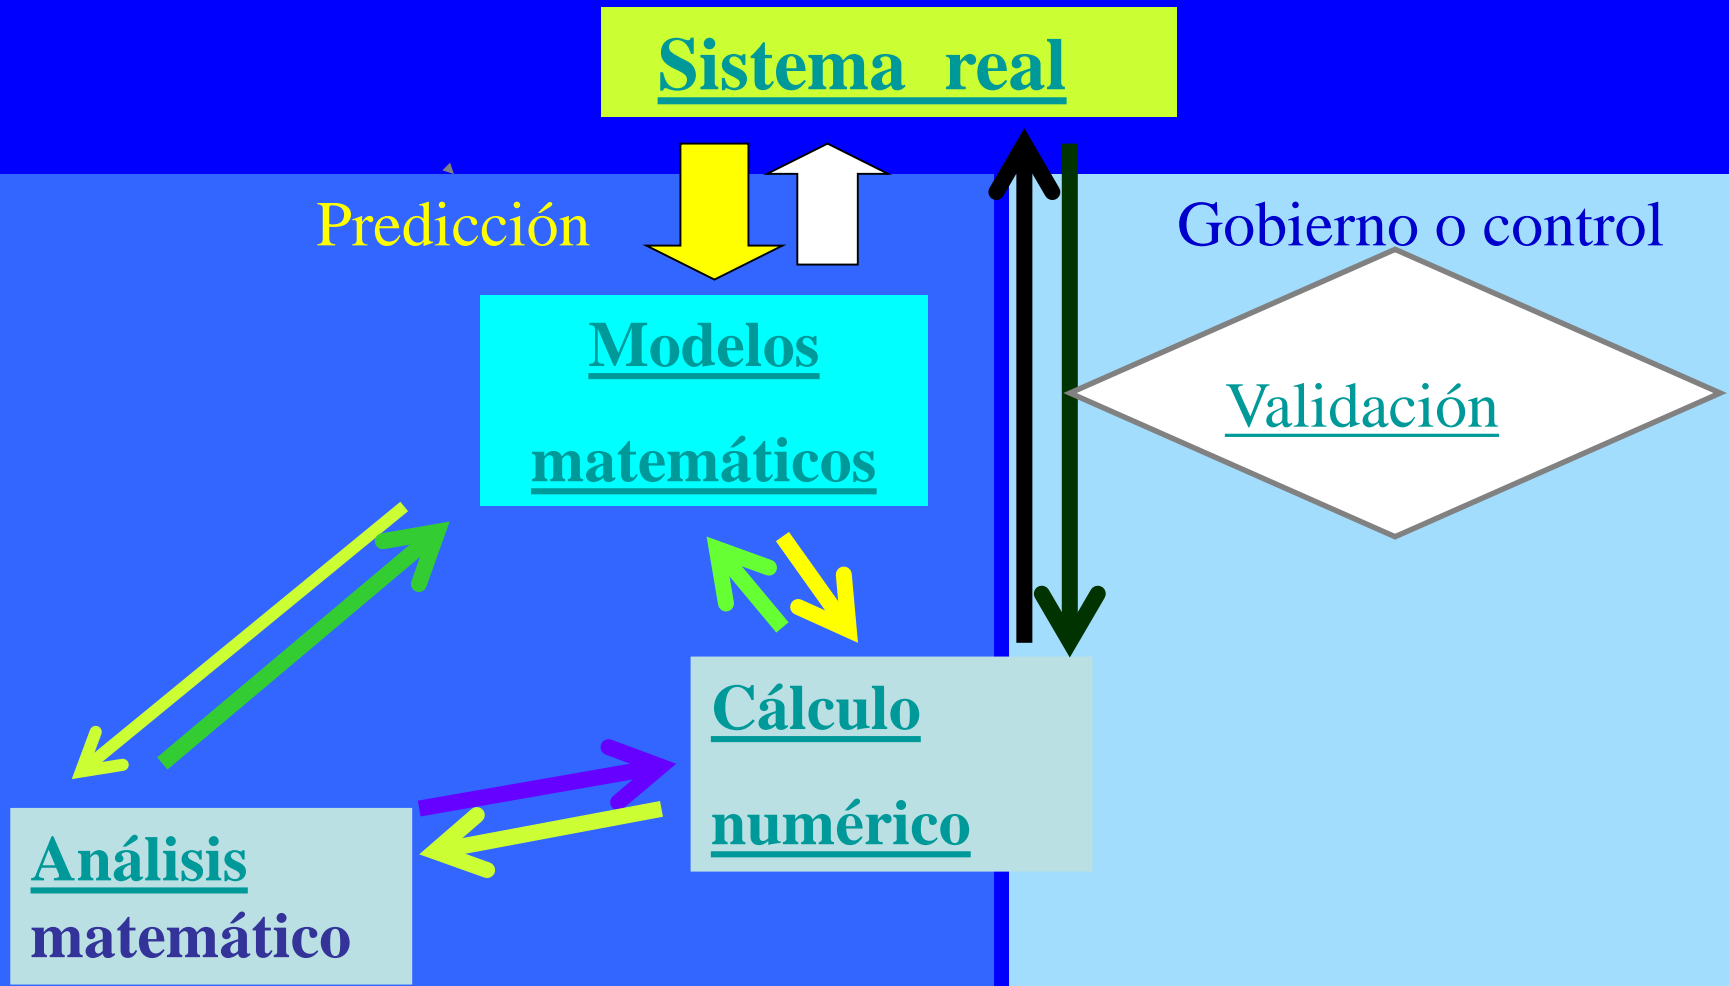 Sistema real
Predicción
Gobierno o control
Modelos
matemáticos
Validación
Cálculo
numérico
Análisis
matemático